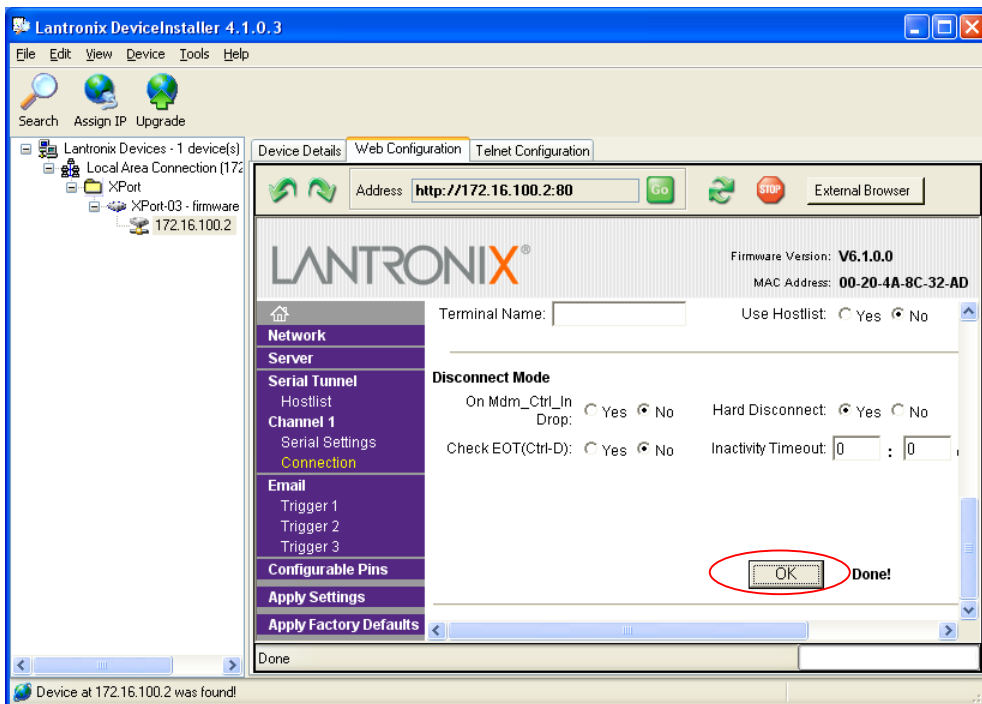 Lantronix DeviceInstaller 4.1.0.3
File Edit View Device Tools Help
Search Assign IP Upgrade
Lantronix Devices - 1 device(s)
Local Area Connection (172
XPort
XPort-03 - firmware
172.16.100.2
Device Details Web Configuration Telnet Configuration
Address http://172.16.100.2:80 Go STOP External Browser
LANTRONIX®
Firmware Version: V6.1.0.0
MAC Address: 00-20-4A-8C-32-AD
Network
Server
Serial Tunnel
Hostlist
Channel 1
Serial Settings
Connection
Email
Trigger 1
Trigger 2
Trigger 3
Configurable Pins
Apply Settings
Apply Factory Defaults
Terminal Name: Use Hostlist: Yes No
Disconnect Mode
On Mdm_Ctrl_In
Drop: Yes No Hard Disconnect: Yes No
Check EOT(Ctrl-D): Yes No Inactivity Timeout: 0 : 0
OK Done!
Done
Device at 172.16.100.2 was found!